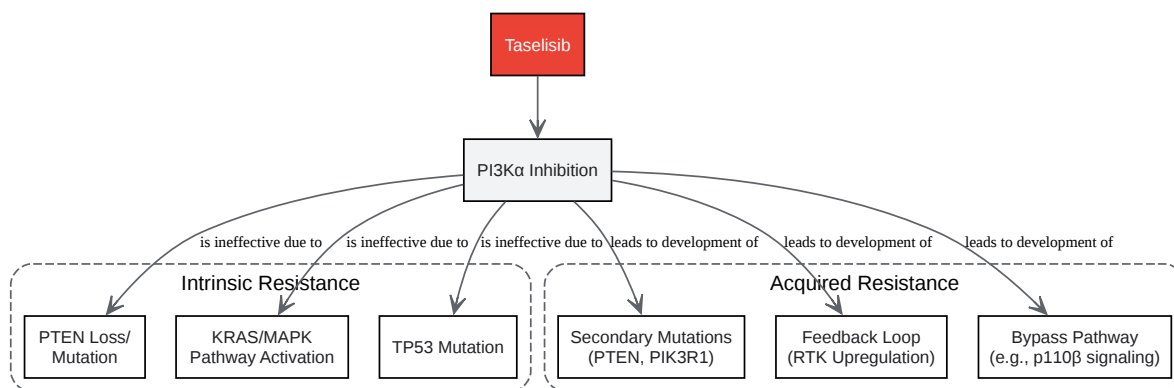 Taselisib
PI3Kα Inhibition
is ineffective due to
is ineffective due to
is ineffective due to
leads to development of
leads to development of
leads to development of
Intrinsic Resistance
Acquired Resistance
PTEN Loss/
Mutation
KRAS/MAPK
Pathway Activation
TP53 Mutation
Secondary Mutations
(PTEN, PIK3R1)
Feedback Loop
(RTK Upregulation)
Bypass Pathway
(e.g., p110β signaling)